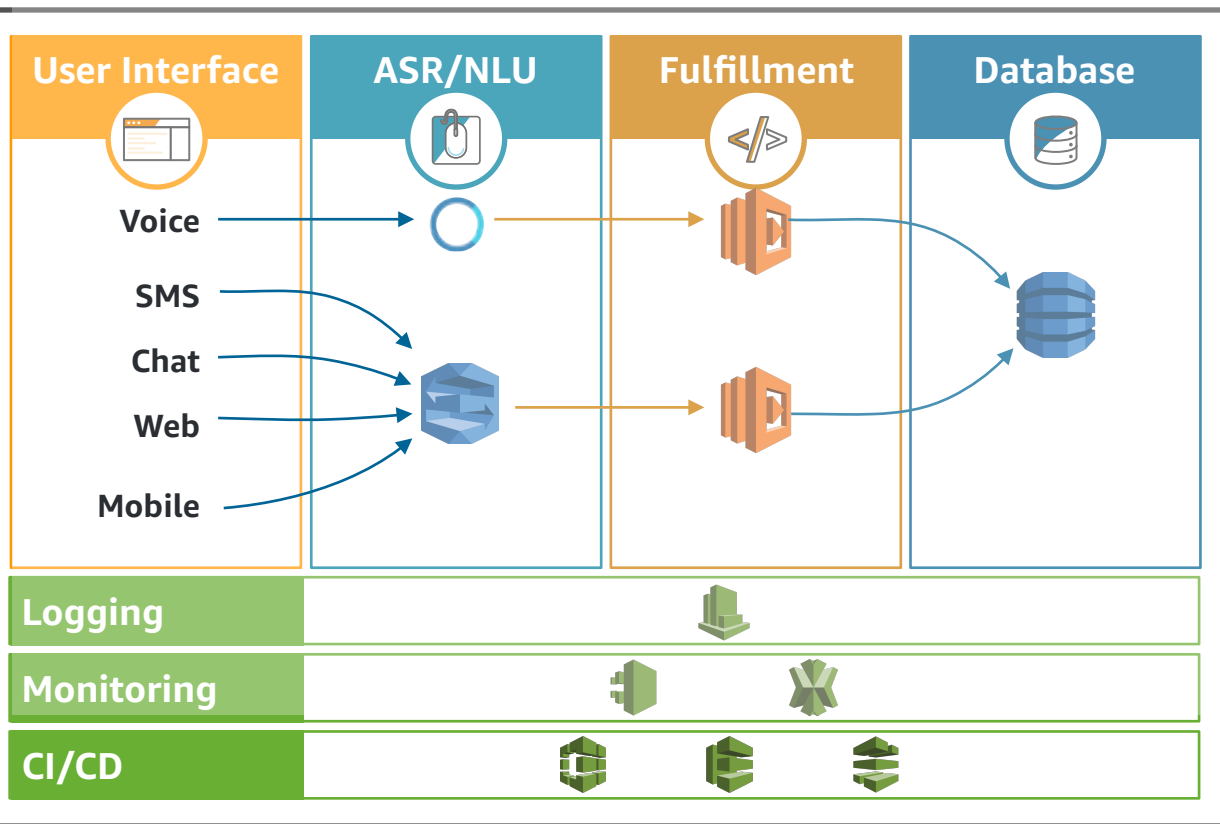 User Interface
ASR/NLU
Fulfillment
Database
</>
Voice
SMS
Chat
Web
Mobile
Logging
Monitoring
CI/CD